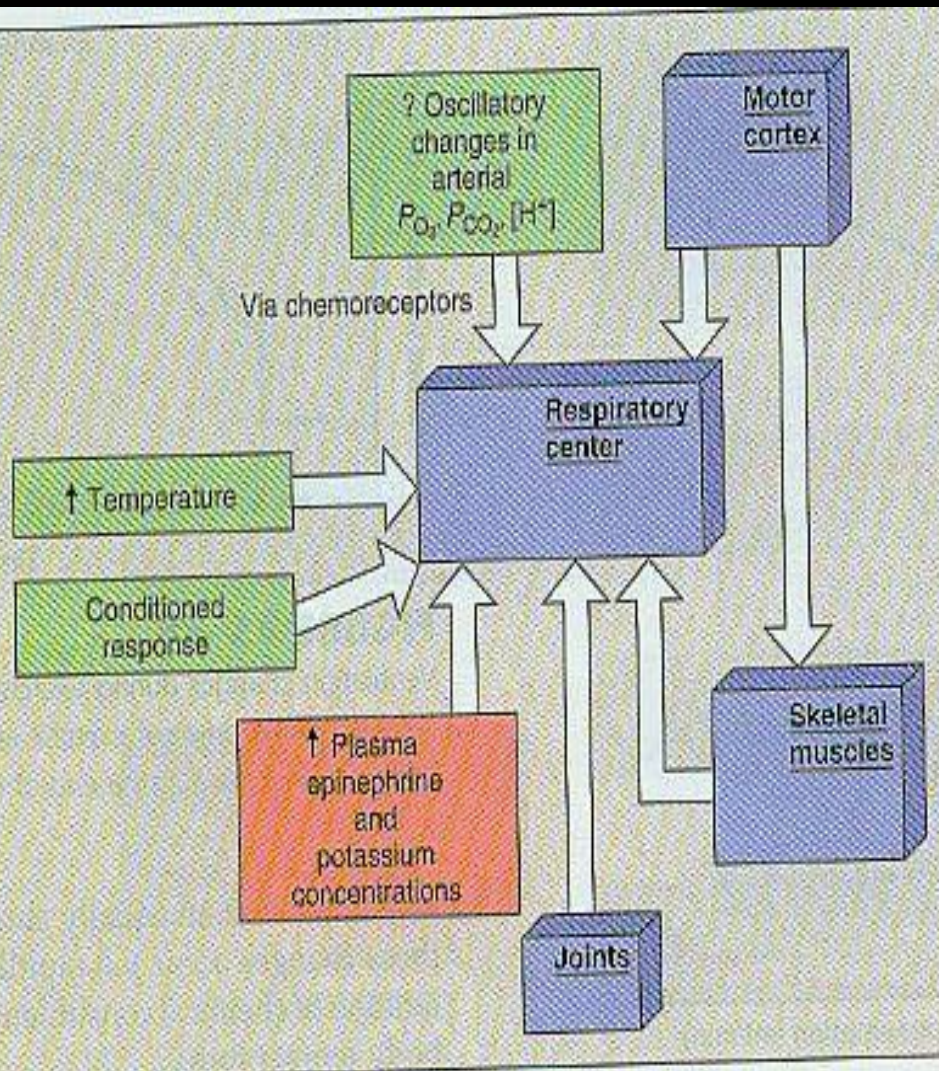 ? Oscillatory
changes in
arterial
PO₂, PCO₂, [H⁺]
Motor
cortex
Via chemoreceptors
Respiratory
center
↑ Temperature
Conditioned
response
↑ Plasma
epinephrine
and
potassium
concentrations
Skeletal
muscles
Joints